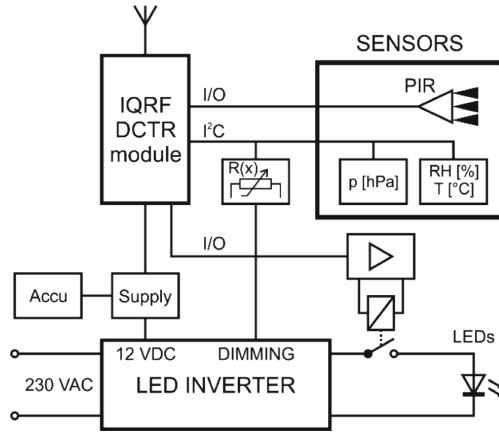 SENSORS
IQRF
DCTR
module
I/O
PIR
I²C
R(x)
p [hPa]
RH [%]
T [°C]
I/O
Accu
Supply
LEDs
12 VDC
DIMMING
230 VAC
LED INVERTER